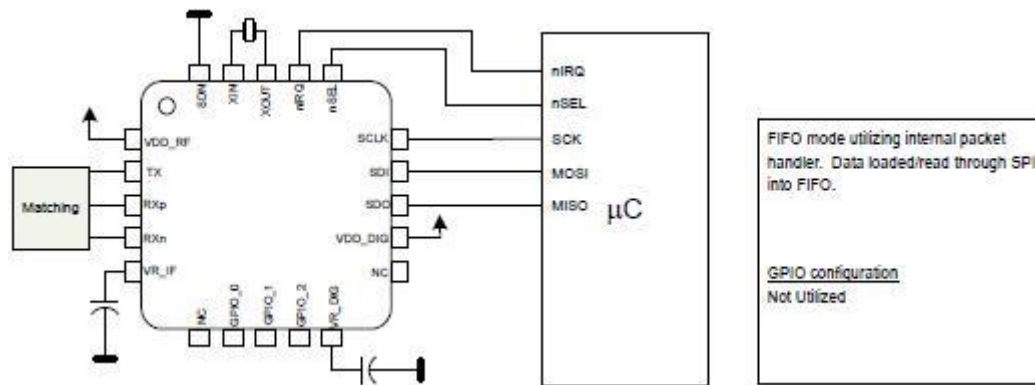 SDN
XIN
XOUT
nIRQ
nSEL
VDD_RF
TX
RXp
RXn
VR_IF
Matching
SCLK
SDI
SDO
VDD_DIG
NC
NC
GPIO_0
GPIO_1
GPIO_2
VR_DIG
nIRQ
nSEL
SCK
MOSI
MISO
μC
FIFO mode utilizing internal packet
handler. Data loaded/read through SPI
into FIFO.
GPIO configuration
Not Utilized